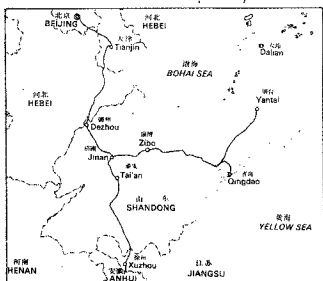 北京
BEIJING
河北
HEBEI
天津
Tianjin
大连
Dalian
渤海
BOHAI SEA
河北
HEBEI
烟台
Yantai
德州
Dezhou
淄博
Zibo
济南
Jinan
泰安
Tai'an
青岛
Qingdao
山 东
SHANDONG
黄海
YELLOW SEA
河南
HENAN
徐州
Xuzhou
安徽
ANHUI
江苏
JIANGSU